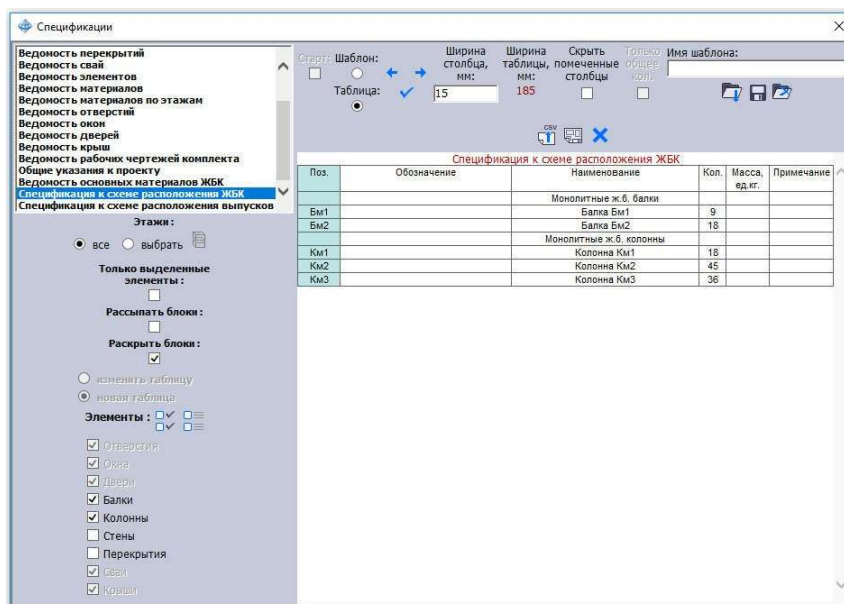 Спецификации
Ведомость перекрытий
Ведомость свай
Ведомость элементов
Ведомость материалов
Ведомость материалов по этажам
Ведомость отверстий
Ведомость окон
Ведомость дверей
Ведомость крыш
Ведомость рабочих чертежей комплекта
Общие указания к проекту
Ведомость основных материалов ЖБК
Спецификация к схеме расположения ЖБК
Спецификация к схеме расположения выпусков
Этажи:
все выбрать
Только выделенные
элементы:
Рассыпать блоки:
Раскрыть блоки:
изменять таблицу
новая таблица
Элементы:
Отверстия
Окна
Двери
Балки
Колонны
Стены
Перекрытия
Сваи
Крыши
Старт: Шаблон:
Таблица:
Ширина
столбца,
мм:
15
Ширина
таблицы,
мм:
185
Скрыть
помеченные
столбцы
Только
общее
кол.
Имя шаблона:
CSV
Спецификация к схеме расположения ЖБК
Поз. Обозначение Наименование Кол. Масса, ед.кг. Примечание
Монолитные ж.б. балки
Бм1 Балка Бм1 9
Бм2 Балка Бм2 18
Монолитные ж.б. колонны
Км1 Колонна Км1 18
Км2 Колонна Км2 45
Км3 Колонна Км3 36